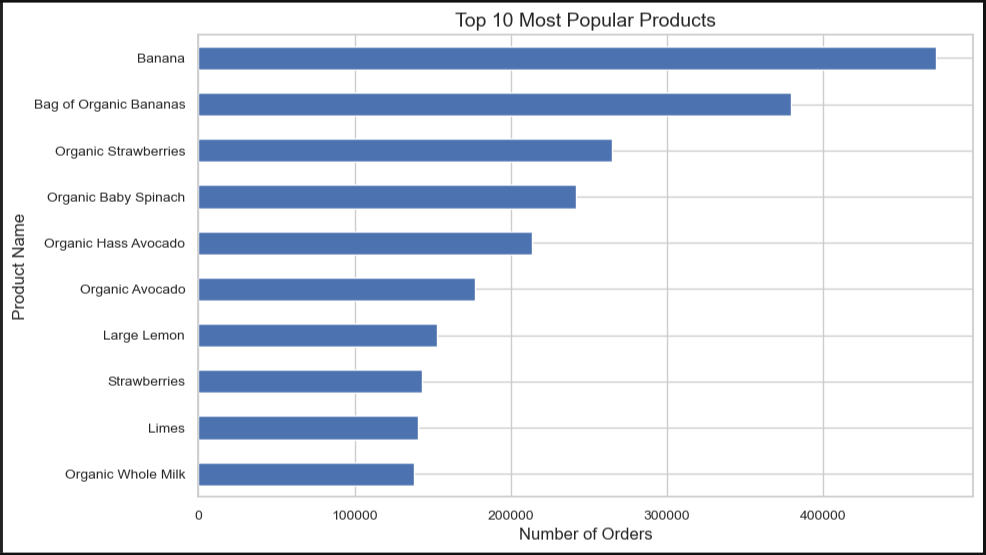 Top 10 Most Popular Products
Product Name
Banana
Bag of Organic Bananas
Organic Strawberries
Organic Baby Spinach
Organic Hass Avocado
Organic Avocado
Large Lemon
Strawberries
Limes
Organic Whole Milk
0 100000 200000 300000 400000
Number of Orders